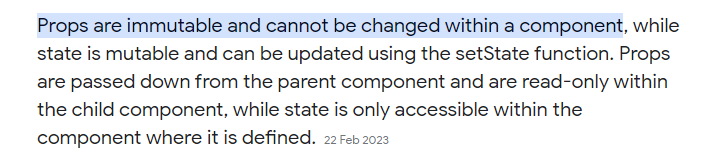 Props are immutable and cannot be changed within a component, while
state is mutable and can be updated using the setState function. Props
are passed down from the parent component and are read-only within
the child component, while state is only accessible within the
component where it is defined. 22 Feb 2023